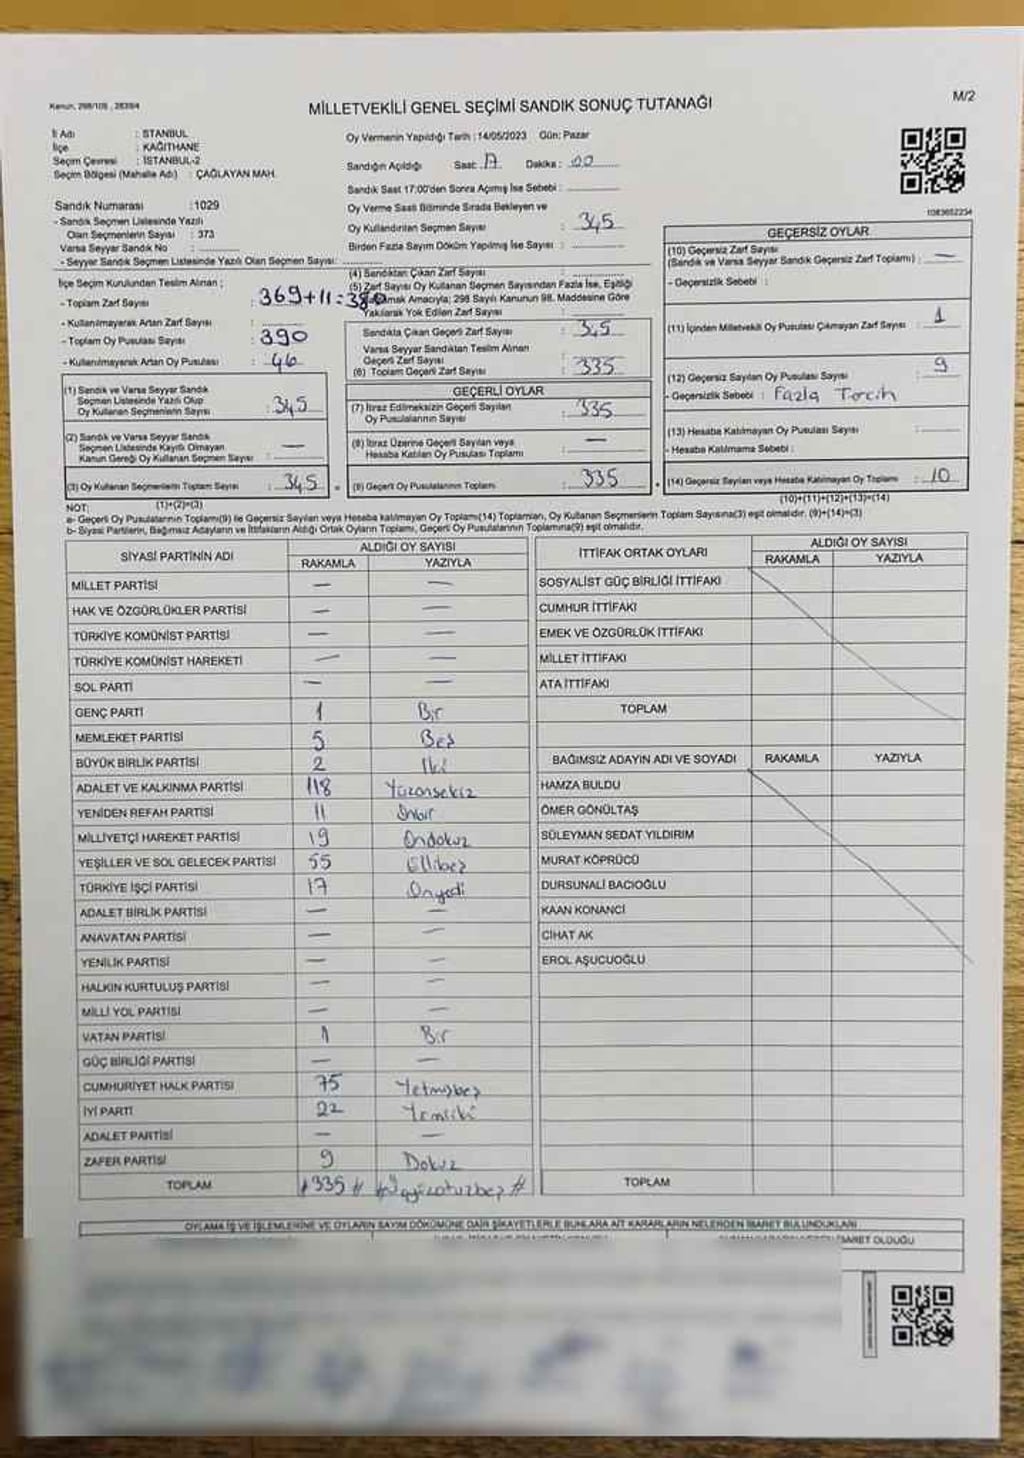 Kanun, 298/105 , 2839/4
MİLLETVEKİLİ GENEL SEÇİMİ SANDIK SONUÇ TUTANAĞI
M/2
İl Adı : STANBUL
İlçe : KAĞITHANE
Seçim Çevresi : İSTANBUL-2
Seçim Bölgesi (Mahalle Adı) : ÇAĞLAYAN MAH.
Sandık Numarası : 1029
- Sandık Seçmen Listesinde Yazılı
Olan Seçmenlerin Sayısı : 373
Varsa Seyyar Sandık No :
- Seyyar Sandık Seçmen Listesinde Yazılı Olan Seçmen Sayısı:
Oy Vermenin Yapıldığı Tarih : 14/05/2023 Gün: Pazar
Sandığın Açıldığı Saat: 17 Dakika : 00
Sandık Saat 17:00'den Sonra Açılmış İse Sebebi :
Oy Verme Saati Bitiminde Sırada Bekleyen ve
Oy Kullandırılan Seçmen Sayısı : 345
Birden Fazla Sayım Döküm Yapılmış İse Sayısı :
1083652234
İlçe Seçim Kurulundan Teslim Alınan ;
- Toplam Zarf Sayısı : 369+11=380
- Kullanılmayarak Artan Zarf Sayısı :
- Toplam Oy Pusulası Sayısı : 390
- Kullanılmayarak Artan Oy Pusulası : 46
(1) Sandık ve Varsa Seyyar Sandık
Seçmen Listesinde Yazılı Olup
Oy Kullanan Seçmenlerin Sayısı : 345
(2) Sandık ve Varsa Seyyar Sandık
Seçmen Listesinde Kayıtlı Olmayan
Kanun Gereği Oy Kullanan Seçmen Sayısı : —
(3) Oy Kullanan Seçmenlerin Toplam Sayısı : 345
(1)+(2)=(3)
(4) Sandıktan Çıkan Zarf Sayısı :
(5) Zarf Sayısı Oy Kullanan Seçmen Sayısından Fazla İse, Eşitliği
Sağlamak Amacıyla; 298 Sayılı Kanunun 98. Maddesine Göre
Yakılarak Yok Edilen Zarf Sayısı :
Sandıkta Çıkan Geçerli Zarf Sayısı : 335
Varsa Seyyar Sandıktan Teslim Alınan
Geçerli Zarf Sayısı
(6) Toplam Geçerli Zarf Sayısı : 335
GEÇERLİ OYLAR
(7) İtiraz Edilmeksizin Geçerli Sayılan
Oy Pusulasının Sayısı : 335
(8) İtiraz Üzerine Geçerli Sayılan veya
Hesaba Katılan Oy Pusulası Toplamı : —
(9) Geçerli Oy Pusulalarının Toplamı : 335
GEÇERSİZ OYLAR
(10) Geçersiz Zarf Sayısı
(Sandık ve Varsa Seyyar Sandık Geçersiz Zarf Toplamı) : —
- Geçersizlik Sebebi :
(11) İçinden Milletvekili Oy Pusulası Çıkmayan Zarf Sayısı : 1
(12) Geçersiz Sayılan Oy Pusulası Sayısı : 9
- Geçersizlik Sebebi : Fazla Tercih
(13) Hesaba Katılmayan Oy Pusulası Sayısı :
- Hesaba Katılmama Sebebi :
(14) Geçersiz Sayılan veya Hesaba Katılmayan Oy Toplamı : 10
(10)+(11)+(12)+(13)=(14)
NOT:
a- Geçerli Oy Pusulalarının Toplamı(9) ile Geçersiz Sayılan veya Hesaba katılmayan Oy Toplam(14) Toplamları, Oy Kullanan Seçmenlerin Toplam Sayısına(3) eşit olmalıdır. (9)+(14)=(3)
b- Siyasi Partilerin, Bağımsız Adayların ve İttifakların Aldığı Ortak Oyların Toplamı, Geçerli Oy Pusulalarının Toplamına(9) eşit olmalıdır.
SİYASİ PARTİNİN ADI ALDIĞI OY SAYISI
RAKAMLA YAZIYLA
MİLLET PARTİSİ — —
HAK VE ÖZGÜRLÜKLER PARTİSİ — —
TÜRKİYE KOMÜNİST PARTİSİ — —
TÜRKİYE KOMÜNİST HAREKETİ — —
SOL PARTİ — —
GENÇ PARTİ 1 Bir
MEMLEKET PARTİSİ 5 Beş
BÜYÜK BİRLİK PARTİSİ 2 İki
ADALET VE KALKINMA PARTİSİ 118 Yüzonsekiz
YENİDEN REFAH PARTİSİ 11 Onbir
MİLLİYETÇİ HAREKET PARTİSİ 19 Ondokuz
YEŞİLLER VE SOL GELECEK PARTİSİ 55 Ellibeş
TÜRKİYE İŞÇİ PARTİSİ 17 Onyedi
ADALET BİRLİK PARTİSİ — —
ANAVATAN PARTİSİ — —
YENİLİK PARTİSİ — —
HALKIN KURTULUŞ PARTİSİ — —
MİLLİ YOL PARTİSİ — —
VATAN PARTİSİ 1 Bir
GÜÇ BİRLİĞİ PARTİSİ — —
CUMHURİYET HALK PARTİSİ 75 Yetmişbeş
İYİ PARTİ 22 Yirmiiki
ADALET PARTİSİ — —
ZAFER PARTİSİ 9 Dokuz
TOPLAM #335# #Üçyüzotuzbeş#
İTTİFAK ORTAK OYLARI ALDIĞI OY SAYISI
RAKAMLA YAZIYLA
SOSYALİST GÜÇ BİRLİĞİ İTTİFAKI
CUMHUR İTTİFAKI
EMEK VE ÖZGÜRLÜK İTTİFAKI
MİLLET İTTİFAKI
ATA İTTİFAKI
TOPLAM
BAĞIMSIZ ADAYIN ADI VE SOYADI RAKAMLA YAZIYLA
HAMZA BULDU
ÖMER GÖNÜLTAŞ
SÜLEYMAN SEDAT YILDIRIM
MURAT KÖPRÜCÜ
DURSUNALİ BACIOĞLU
KAAN KONANCİ
CİHAT AK
EROL AŞUCUOĞLU
TOPLAM
OYLAMA İŞ VE İŞLEMLERİNE VE OYLARIN SAYIM DÖKÜMÜNE DAİR ŞİKAYETLERLE BUNLARA AİT KARARLARIN NELERDEN İBARET BULUNDUKLARI
İBARET OLDUĞU